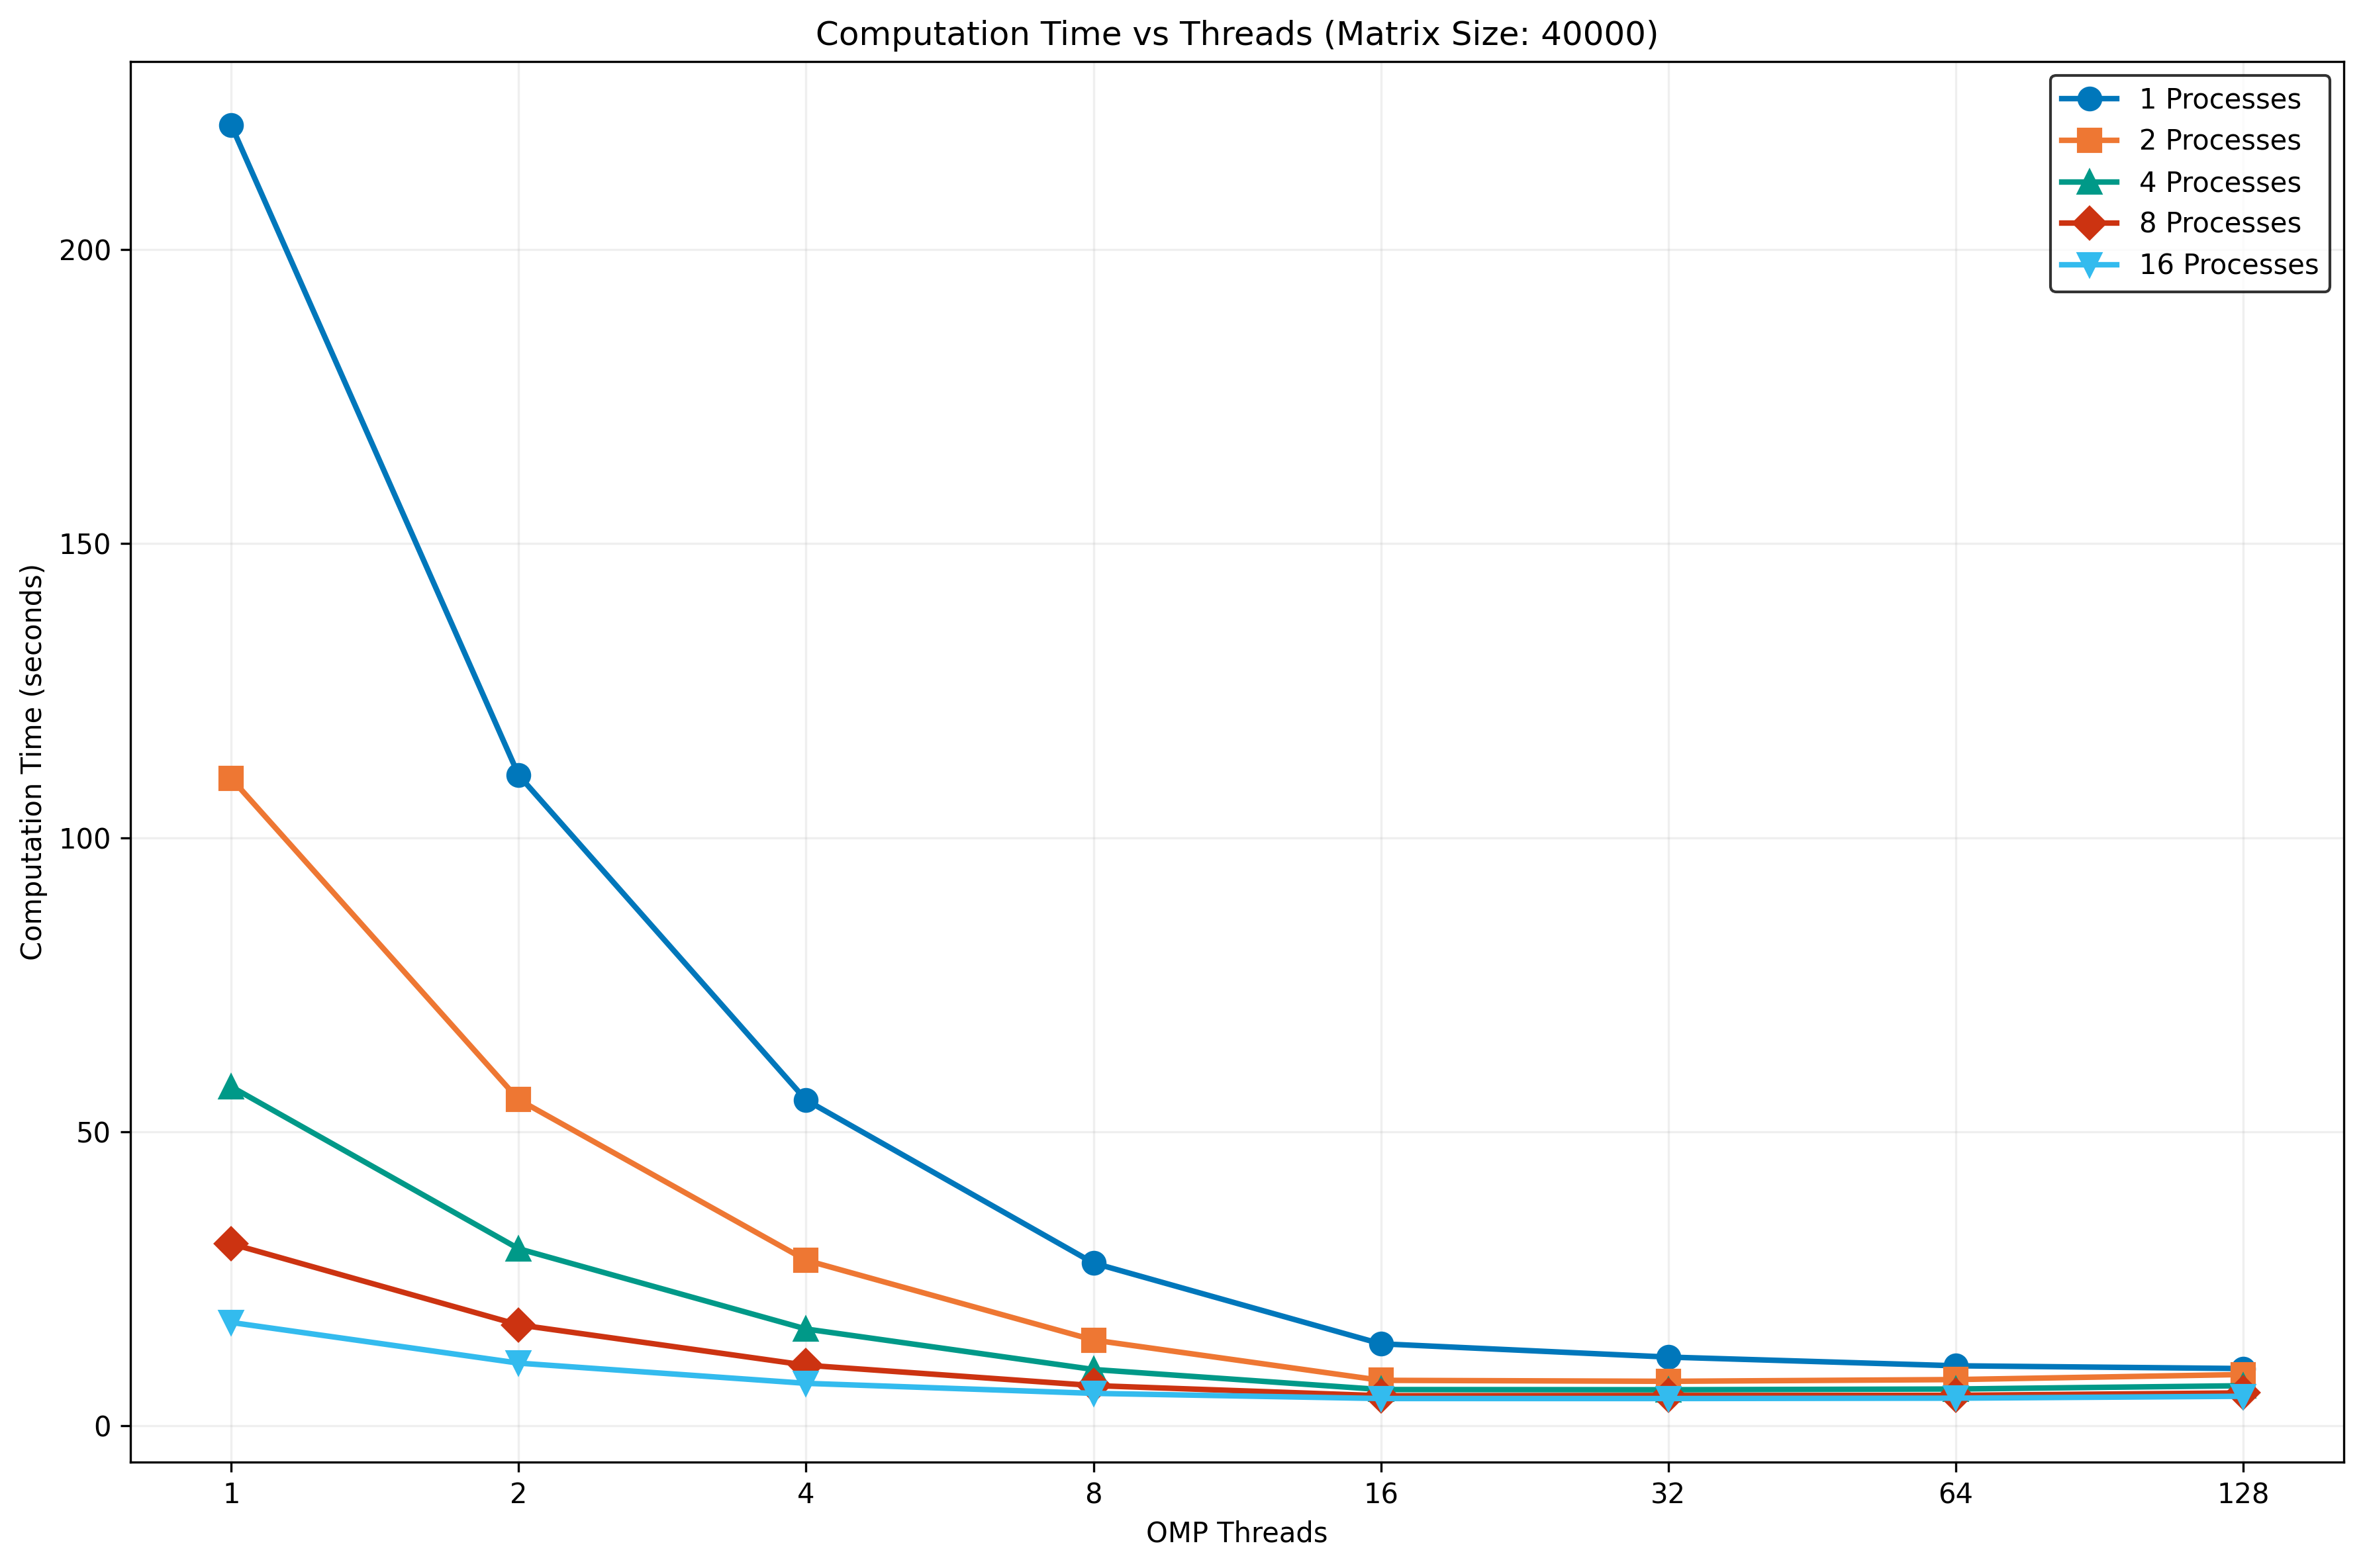 Computation Time vs Threads (Matrix Size: 40000)
1 Processes
2 Processes
4 Processes
8 Processes
16 Processes
Computation Time (seconds)
200
150
100
50
0
1 2 4 8 16 32 64 128
OMP Threads